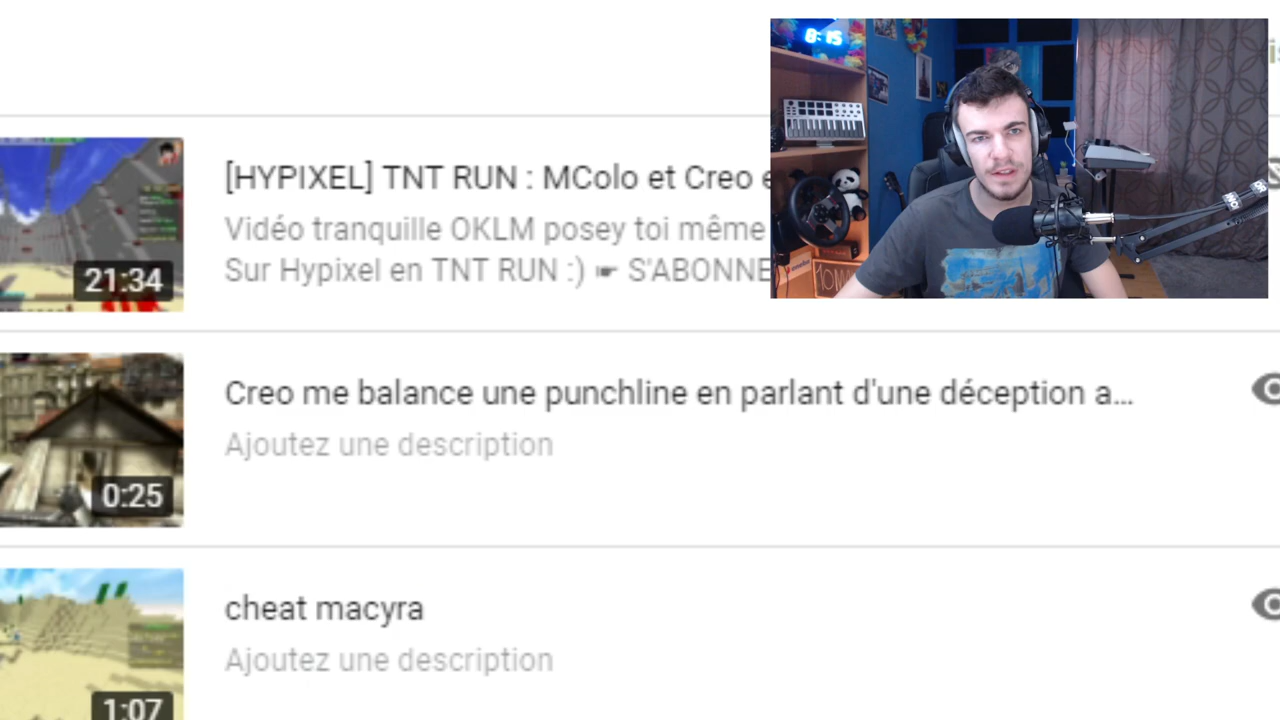 8:15
[HYPIXEL] TNT RUN : MColo et Creo e
Vidéo tranquille OKLM posey toi même
Sur Hypixel en TNT RUN :) ☛ S'ABONNE
21:34
Creo me balance une punchline en parlant d'une déception a...
Ajoutez une description
0:25
cheat macyra
Ajoutez une description
1:07